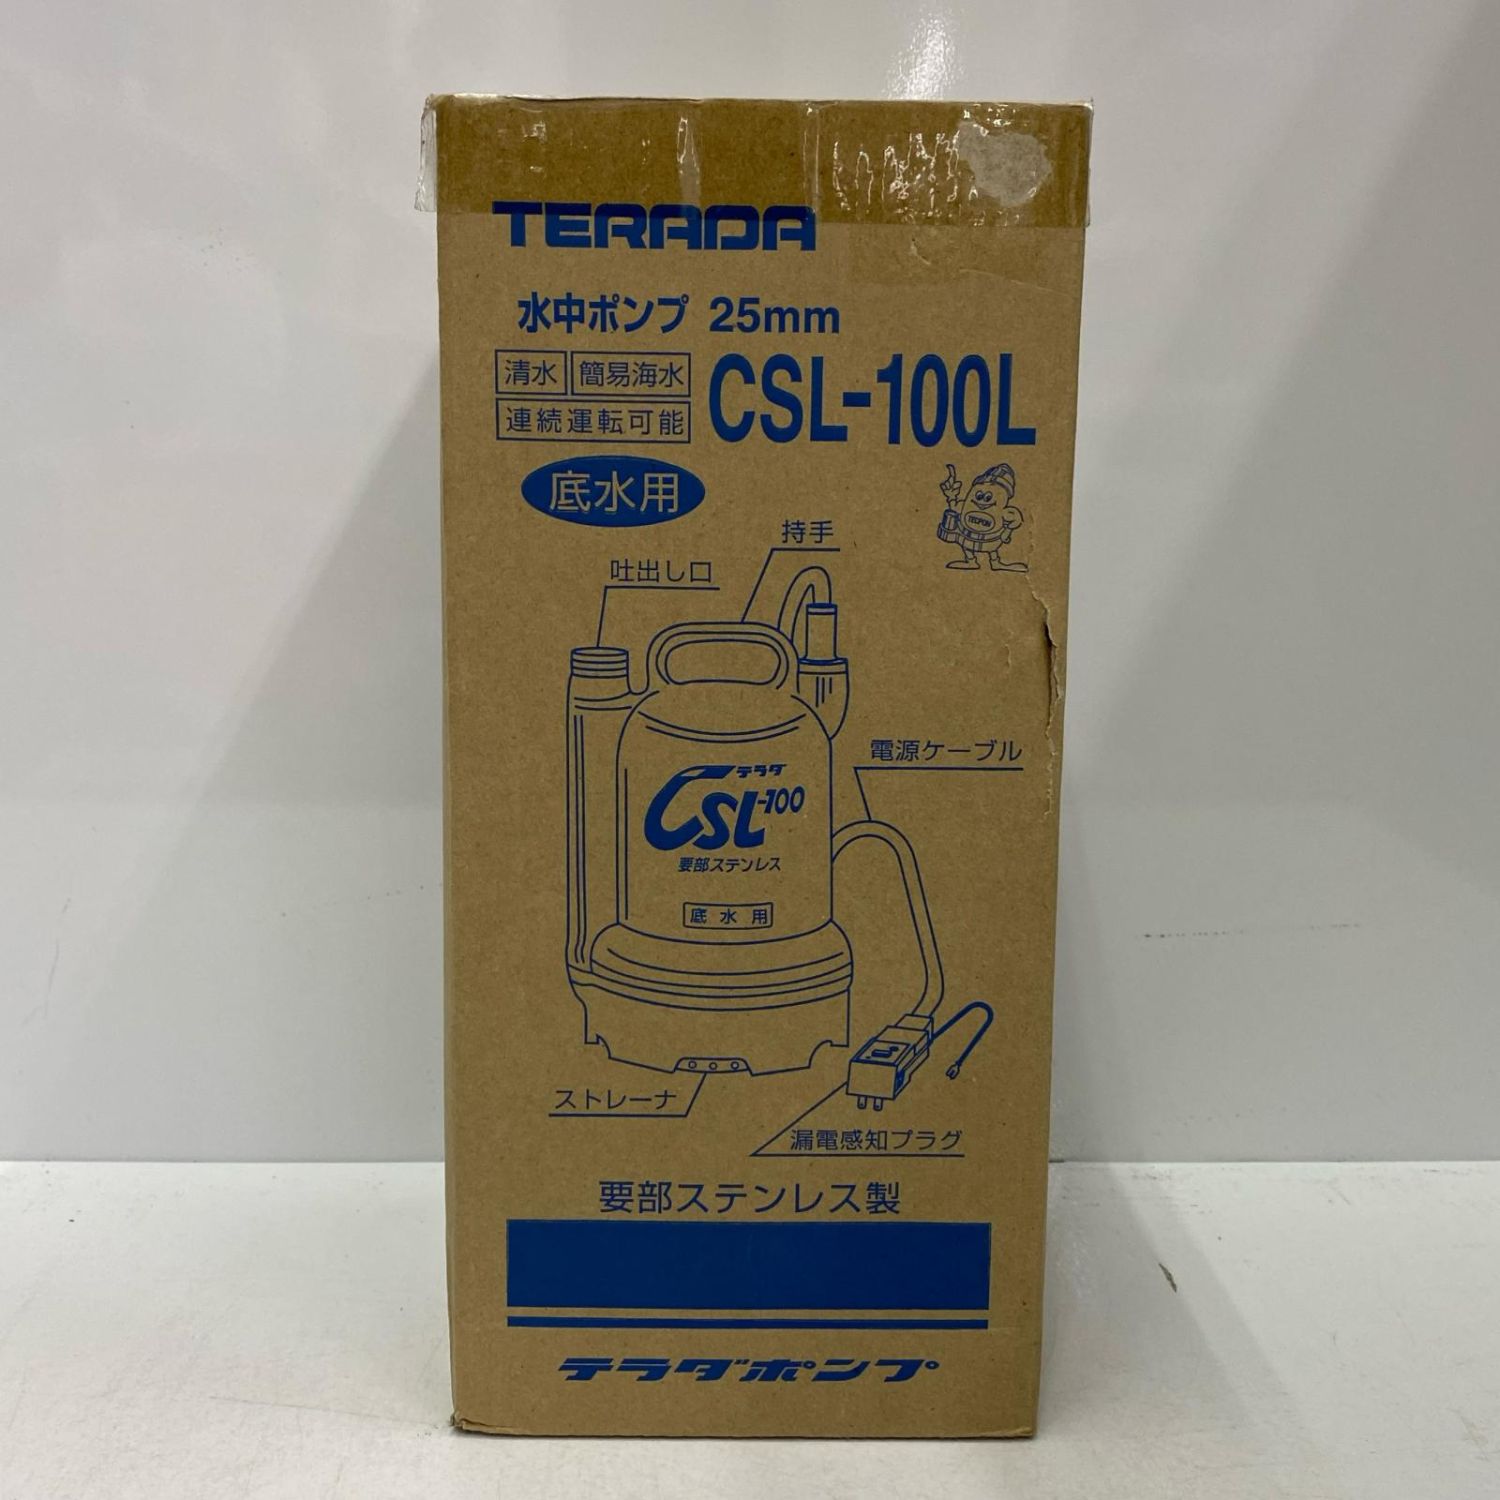 TERADA
水中ポンプ 25mm
清水 簡易海水
連続運転可能
CSL-100L
底水用
TECPON
持手
吐出し口
電源ケーブル
テラダ
CSL-100
要部ステンレス
底水用
ストレーナ
漏電感知プラグ
要部ステンレス製
テラダポンプ